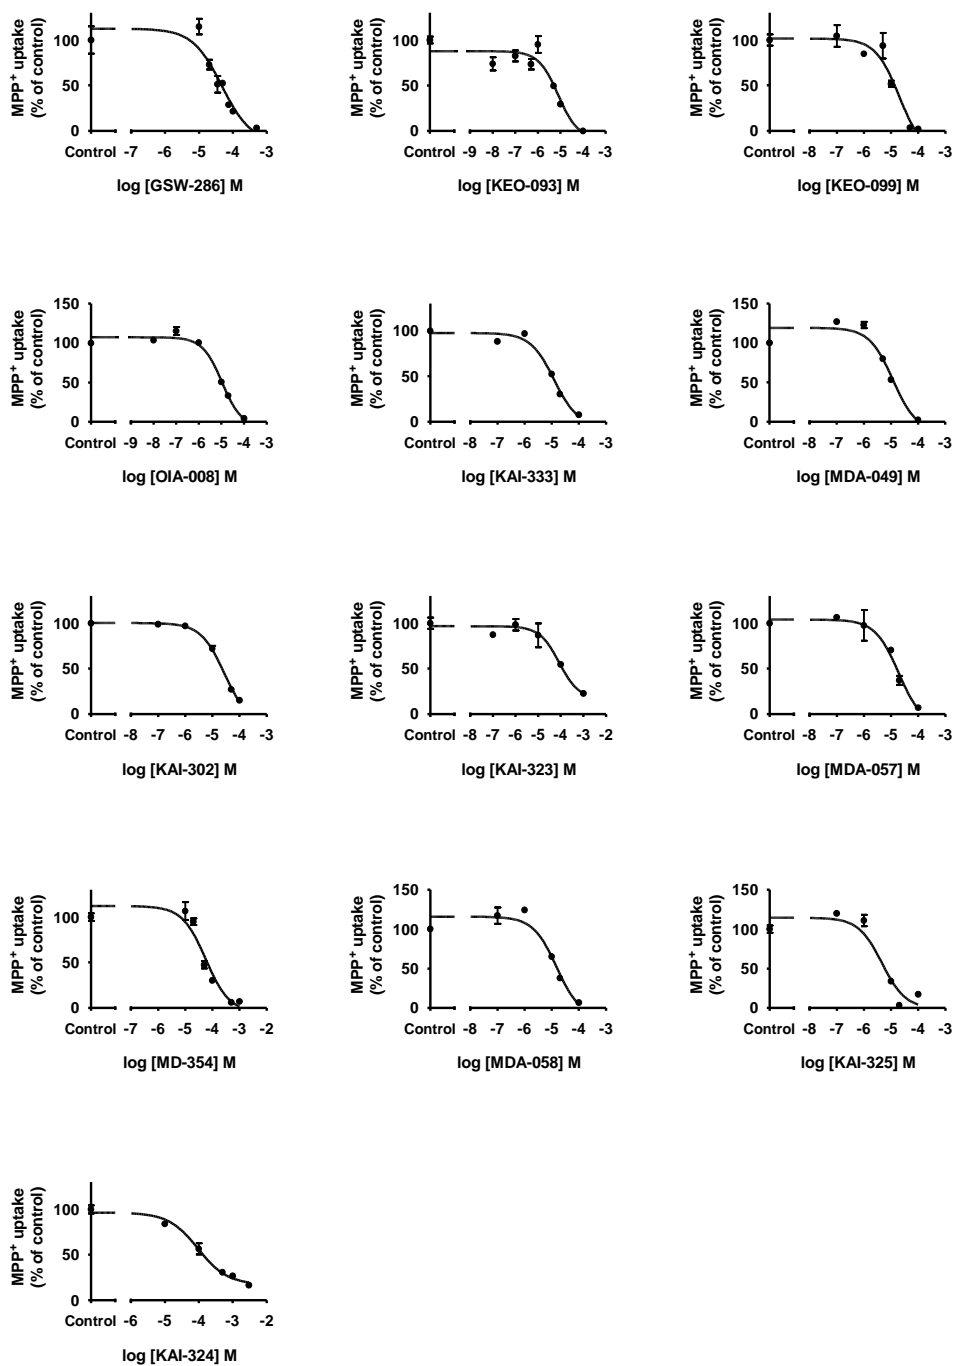 MPP+ uptake
(% of control)
100
50
0
Control -7 -6 -5 -4 -3
log [GSW-286] M
MPP+ uptake
(% of control)
100
50
0
Control -9 -8 -7 -6 -5 -4 -3
log [KEO-093] M
MPP+ uptake
(% of control)
100
50
0
Control -8 -7 -6 -5 -4 -3
log [KEO-099] M
MPP+ uptake
(% of control)
150
100
50
0
Control -9 -8 -7 -6 -5 -4 -3
log [OIA-008] M
MPP+ uptake
(% of control)
100
50
0
Control -8 -7 -6 -5 -4 -3
log [KAI-333] M
MPP+ uptake
(% of control)
150
100
50
0
Control -8 -7 -6 -5 -4 -3
log [MDA-049] M
MPP+ uptake
(% of control)
100
50
0
Control -8 -7 -6 -5 -4 -3
log [KAI-302] M
MPP+ uptake
(% of control)
100
50
0
Control -8 -7 -6 -5 -4 -3 -2
log [KAI-323] M
MPP+ uptake
(% of control)
100
50
0
Control -8 -7 -6 -5 -4 -3
log [MDA-057] M
MPP+ uptake
(% of control)
100
50
0
Control -7 -6 -5 -4 -3 -2
log [MD-354] M
MPP+ uptake
(% of control)
150
100
50
0
Control -8 -7 -6 -5 -4 -3
log [MDA-058] M
MPP+ uptake
(% of control)
150
100
50
0
Control -8 -7 -6 -5 -4 -3
log [KAI-325] M
MPP+ uptake
(% of control)
100
50
0
Control -6 -5 -4 -3 -2
log [KAI-324] M